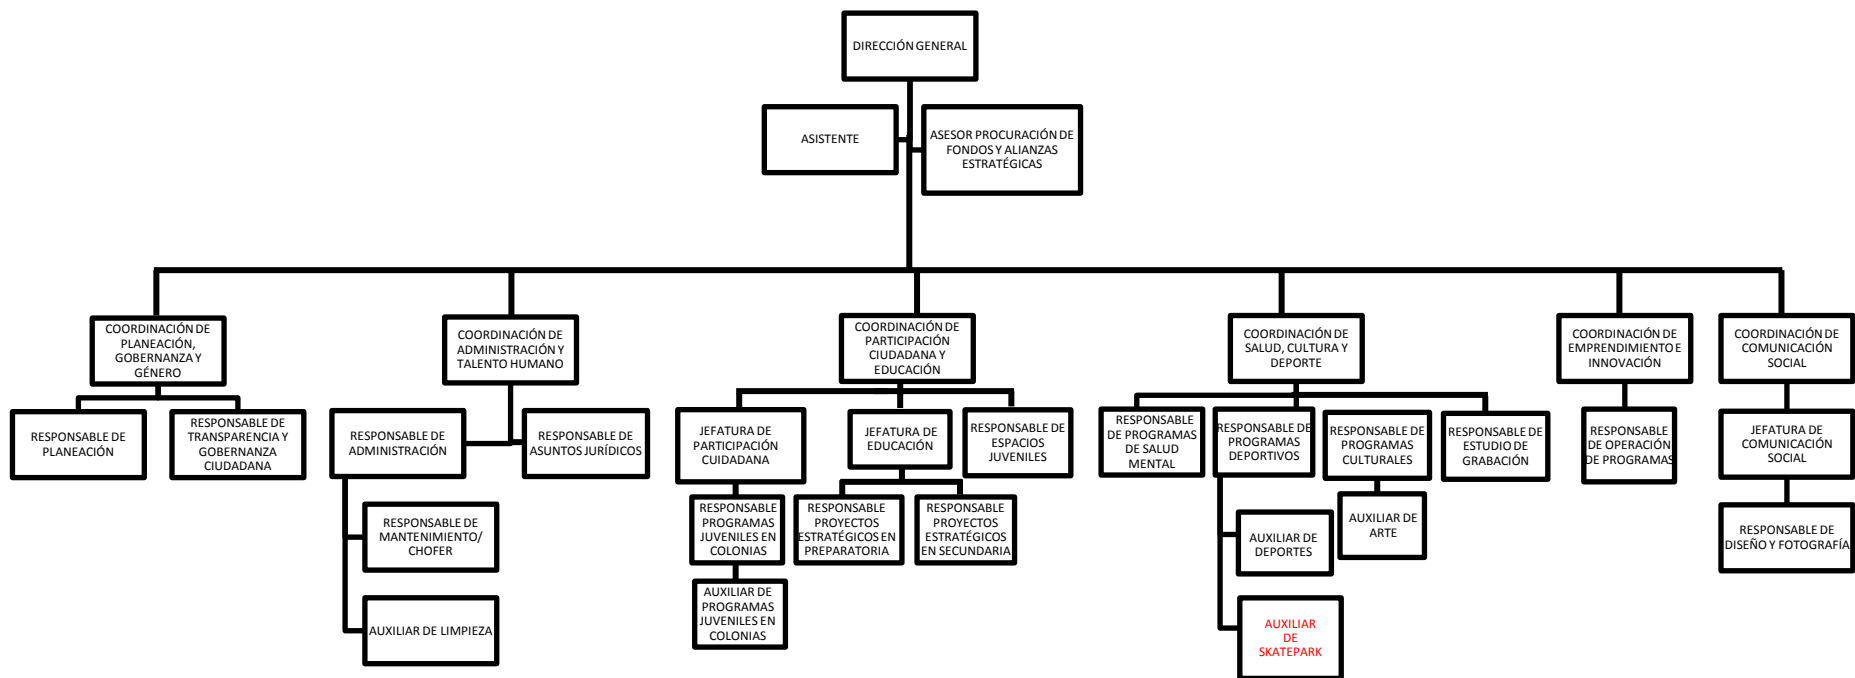 DIRECCIÓN GENERAL
ASISTENTE
ASESOR PROCURACIÓN DE
FONDOS Y ALIANZAS
ESTRATÉGICAS
COORDINACIÓN DE
PLANEACIÓN,
GOBERNANZA Y
GÉNERO
COORDINACIÓN DE
ADMINISTRACIÓN Y
TALENTO HUMANO
COORDINACIÓN DE
PARTICIPACIÓN
CIUDADANA Y
EDUCACIÓN
COORDINACIÓN DE
SALUD, CULTURA Y
DEPORTE
COORDINACIÓN DE
EMPRENDIMIENTO E
INNOVACIÓN
COORDINACIÓN DE
COMUNICACIÓN
SOCIAL
RESPONSABLE DE
PLANEACIÓN
RESPONSABLE DE
TRANSPARENCIA Y
GOBERNANZA
CIUDADANA
RESPONSABLE DE
ADMINISTRACIÓN
RESPONSABLE DE
ASUNTOS JURÍDICOS
JEFATURA DE
PARTICIPACIÓN
CUIDADANA
JEFATURA DE
EDUCACIÓN
RESPONSABLE DE
ESPACIOS
JUVENILES
RESPONSABLE
DE PROGRAMAS
DE SALUD
MENTAL
RESPONSABLE DE
PROGRAMAS
DEPORTIVOS
RESPONSABLE DE
PROGRAMAS
CULTURALES
RESPONSABLE DE
ESTUDIO DE
GRABACIÓN
RESPONSABLE
DE OPERACIÓN
DE PROGRAMAS
JEFATURA DE
COMUNICACIÓN
SOCIAL
RESPONSABLE DE
MANTENIMIENTO/
CHOFER
RESPONSABLE
PROGRAMAS
JUVENILES EN
COLONIAS
RESPONSABLE
PROYECTOS
ESTRATÉGICOS EN
PREPARATORIA
RESPONSABLE
PROYECTOS
ESTRATÉGICOS
EN SECUNDARIA
AUXILIAR DE
DEPORTES
AUXILIAR DE
ARTE
RESPONSABLE DE
DISEÑO Y FOTOGRAFÍA
AUXILIAR DE LIMPIEZA
AUXILIAR DE
PROGRAMAS
JUVENILES EN
COLONIAS
AUXILIAR
DE
SKATEPARK